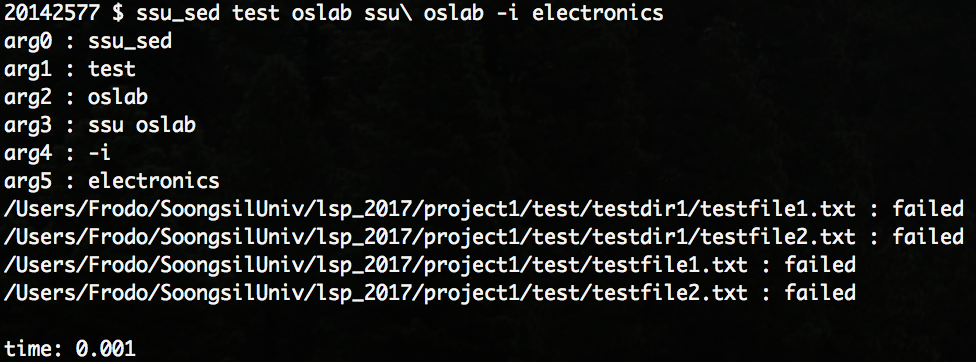 20142577 $ ssu_sed test oslab ssu\ oslab -i electronics
arg0 : ssu_sed
arg1 : test
arg2 : oslab
arg3 : ssu oslab
arg4 : -i
arg5 : electronics
/Users/Frodo/SoongsilUniv/lsp_2017/project1/test/testdir1/testfile1.txt : failed
/Users/Frodo/SoongsilUniv/lsp_2017/project1/test/testdir1/testfile2.txt : failed
/Users/Frodo/SoongsilUniv/lsp_2017/project1/test/testfile1.txt : failed
/Users/Frodo/SoongsilUniv/lsp_2017/project1/test/testfile2.txt : failed
time: 0.001